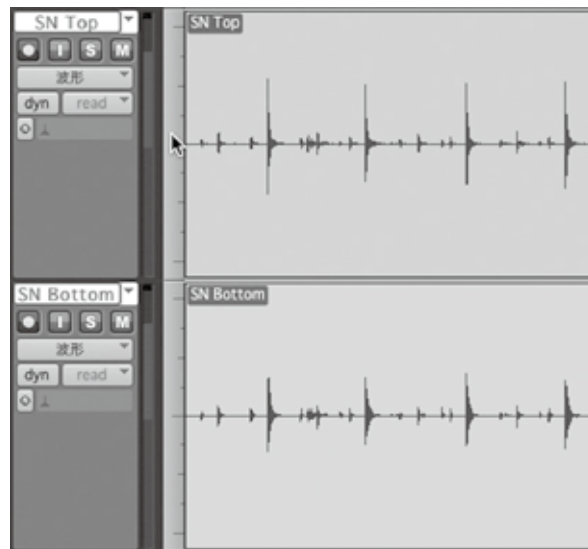 SN Top
SN Top
I S M
波形
dyn read
SN Bottom
SN Bottom
I S M
波形
dyn read